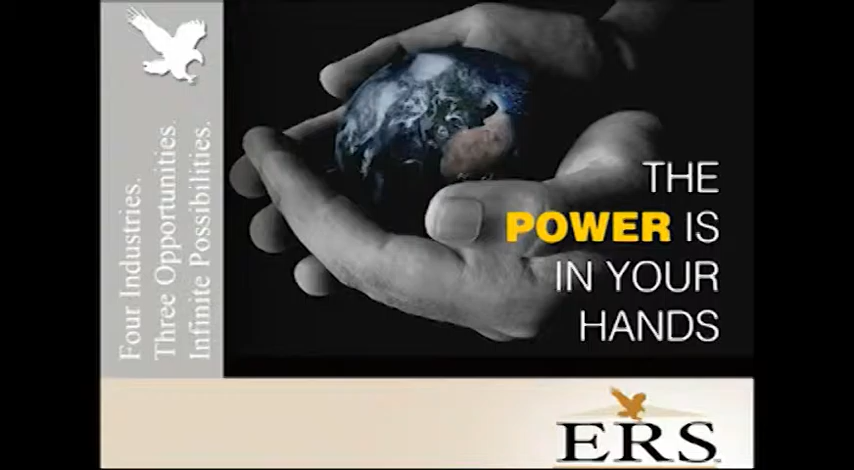 Four Industries.
Three Opportunities.
Infinite Possibilities.
THE
POWER IS
IN YOUR
HANDS
ERS